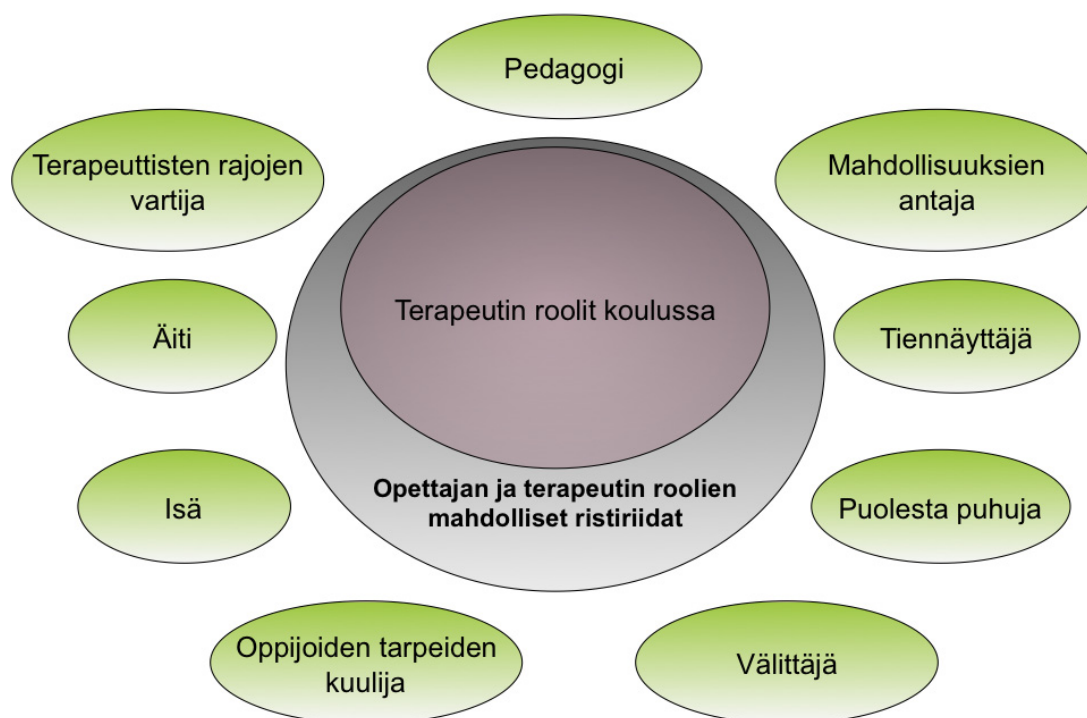 Pedagogi
Terapeuttisten rajojen
vartija
Mahdollisuuksien
antaja
Terapeutin roolit koulussa
Äiti
Tiennäyttäjä
Opettajan ja terapeutin roolien
mahdolliset ristiriidat
Isä
Puolesta puhuja
Oppijoiden tarpeiden
kuulija
Välittäjä